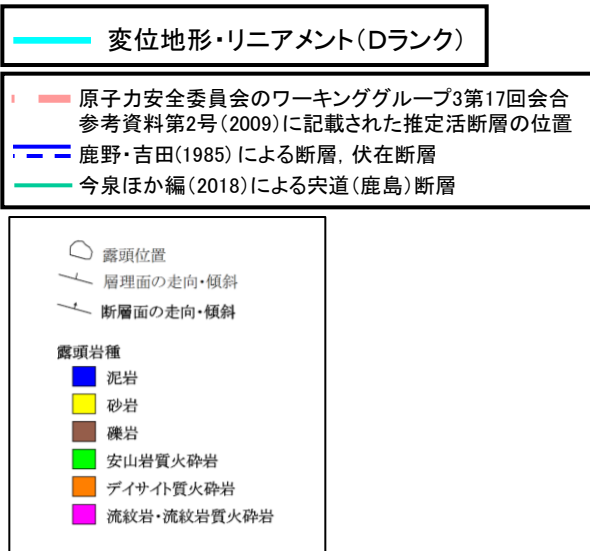 変位地形・リニアメント（Dランク）
原子力安全委員会のワーキンググループ3第17回会合
参考資料第2号（2009）に記載された推定活断層の位置
鹿野・吉田(1985)による断層，伏在断層
今泉ほか編（2018）による宍道（鹿島）断層
露頭位置
層理面の走向・傾斜
断層面の走向・傾斜
露頭岩種
泥岩
砂岩
礫岩
安山岩質火砕岩
デイサイト質火砕岩
流紋岩・流紋岩質火砕岩